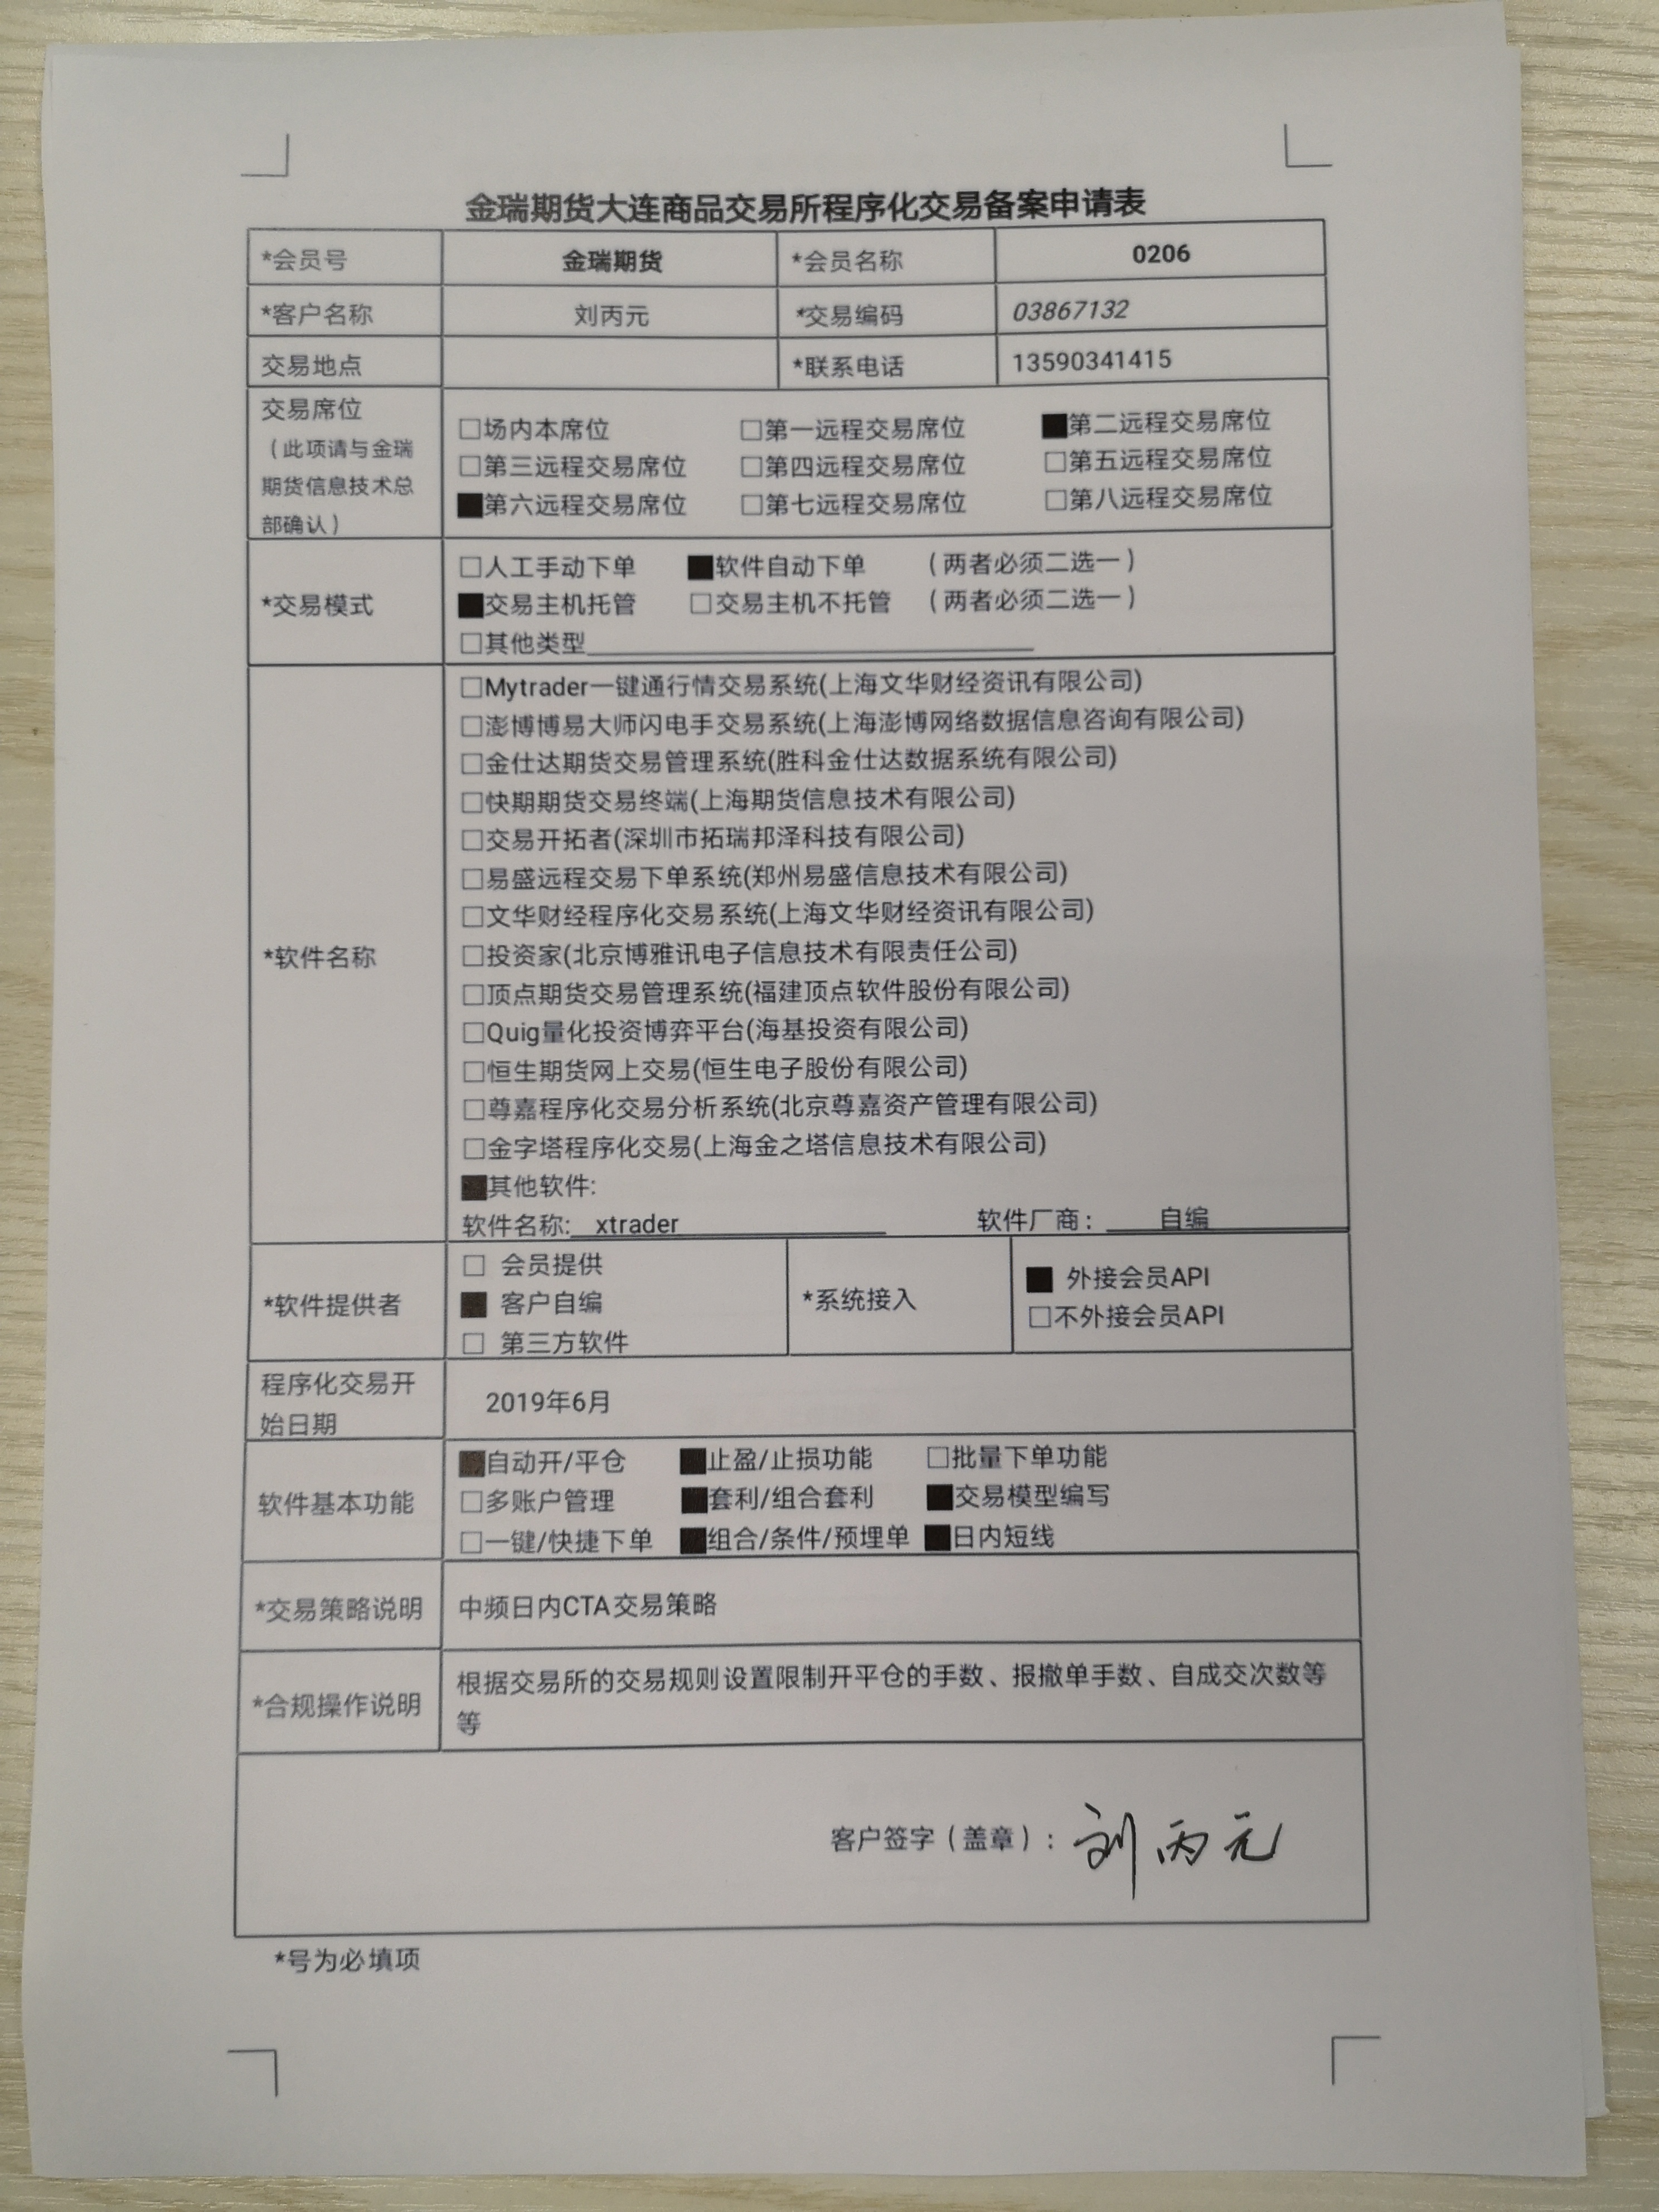 金瑞期货大连商品交易所程序化交易备案申请表
*会员号 金瑞期货 *会员名称 0206
*客户名称 刘丙元 *交易编码 03867132
交易地点 *联系电话 13590341415
交易席位
（此项请与金瑞
期货信息技术总
部确认）
□场内本席位 □第一远程交易席位 ■第二远程交易席位
□第三远程交易席位 □第四远程交易席位 □第五远程交易席位
■第六远程交易席位 □第七远程交易席位 □第八远程交易席位
*交易模式
□人工手动下单 ■软件自动下单 （两者必须二选一）
■交易主机托管 □交易主机不托管 （两者必须二选一）
□其他类型
*软件名称
□Mytrader一键通行情交易系统(上海文华财经资讯有限公司)
□澎博博易大师闪电手交易系统(上海澎博网络数据信息咨询有限公司)
□金仕达期货交易管理系统(胜科金仕达数据系统有限公司)
□快期期货交易终端(上海期货信息技术有限公司)
□交易开拓者(深圳市拓瑞邦泽科技有限公司)
□易盛远程交易下单系统(郑州易盛信息技术有限公司)
□文华财经程序化交易系统(上海文华财经资讯有限公司)
□投资家(北京博雅讯电子信息技术有限责任公司)
□顶点期货交易管理系统(福建顶点软件股份有限公司)
□Quig量化投资博弈平台(海基投资有限公司)
□恒生期货网上交易(恒生电子股份有限公司)
□尊嘉程序化交易分析系统(北京尊嘉资产管理有限公司)
□金字塔程序化交易(上海金之塔信息技术有限公司)
■其他软件:
软件名称: xtrader 软件厂商： 自编
*软件提供者
□ 会员提供
■ 客户自编
□ 第三方软件
*系统接入
■ 外接会员API
□不外接会员API
程序化交易开
始日期
2019年6月
软件基本功能
■自动开/平仓 ■止盈/止损功能 □批量下单功能
□多账户管理 ■套利/组合套利 ■交易模型编写
□一键/快捷下单 ■组合/条件/预埋单 ■日内短线
*交易策略说明 中频日内CTA交易策略
*合规操作说明
根据交易所的交易规则设置限制开平仓的手数、报撤单手数、自成交次数等
等
客户签字（盖章）: 刘丙元
*号为必填项